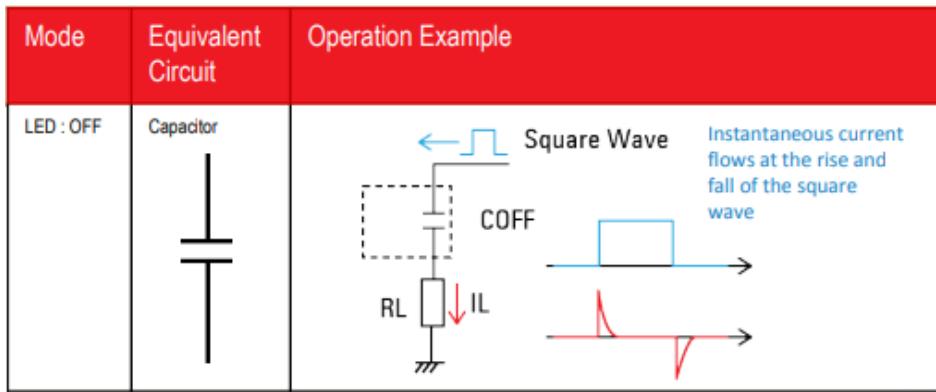 Mode
Equivalent
Circuit
Operation Example
LED : OFF
Capacitor
Square Wave
Instantaneous current
flows at the rise and
fall of the square
wave
COFF
RL
IL